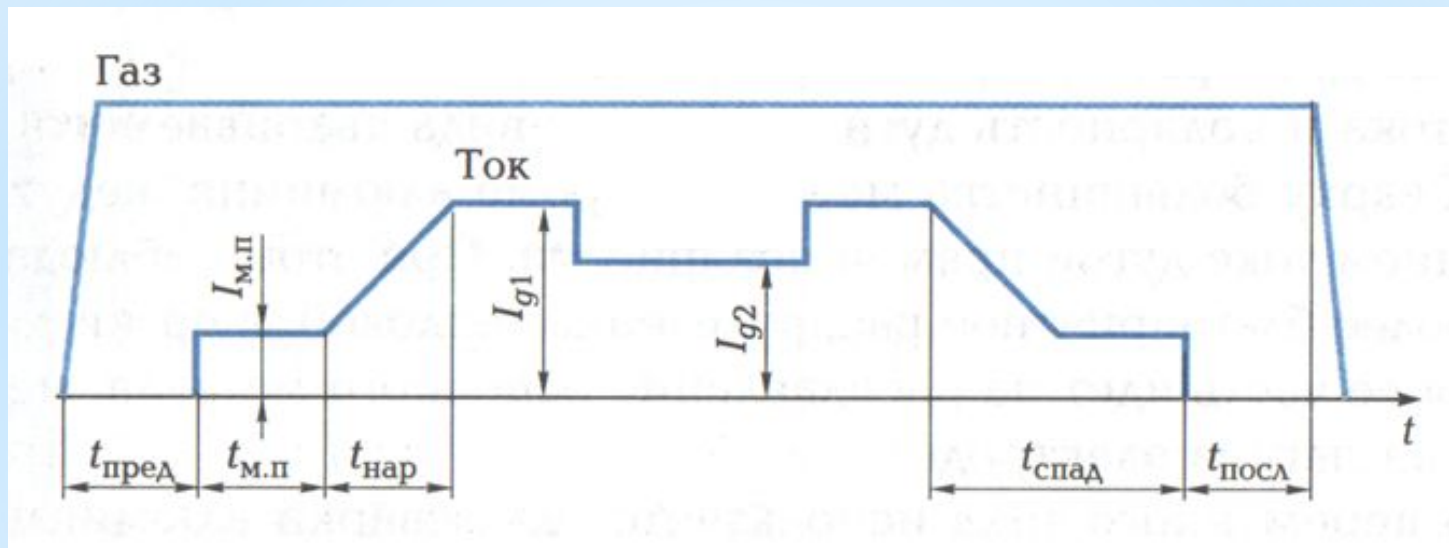 Газ
Ток
Iм.п
Ig1
Ig2
t
tпред
tм.п
tнар
tспад
tпосл